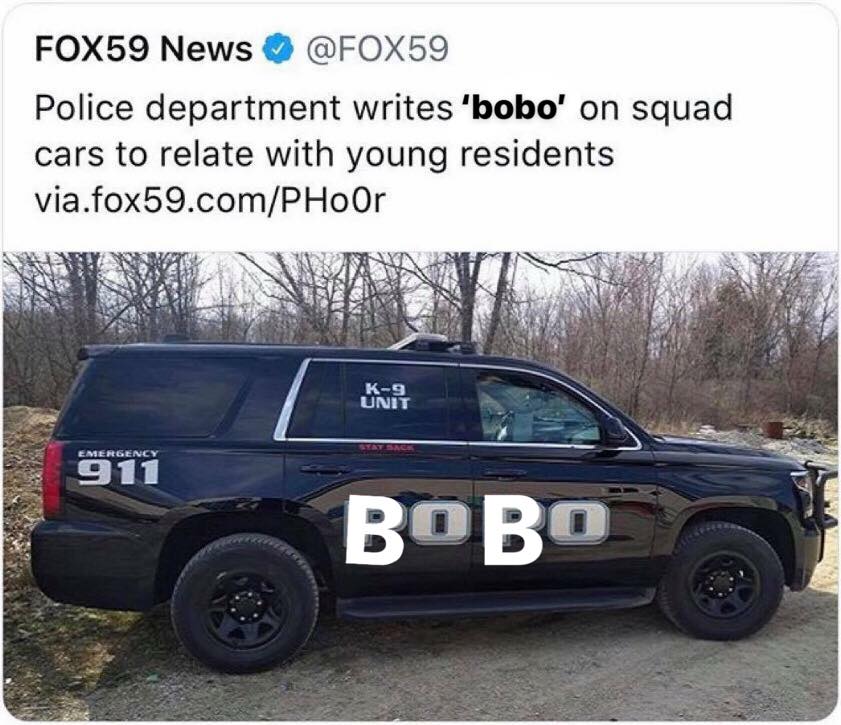 FOX59 News @FOX59
Police department writes ‘bobo’ on squad
cars to relate with young residents
via.fox59.com/PHo0r
K-9
UNIT
STAY BACK
EMERGENCY
911
BOBO